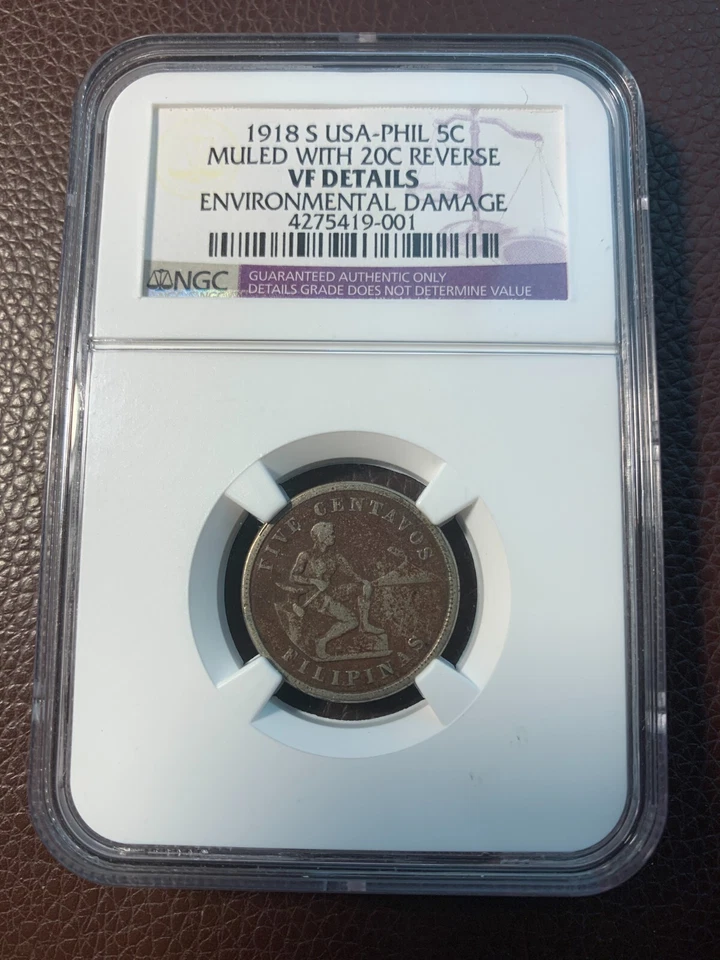 1918 S USA-PHIL 5C
MULED WITH 20C REVERSE
VF DETAILS
ENVIRONMENTAL DAMAGE
4275419-001
NGC
GUARANTEED AUTHENTIC ONLY
DETAILS GRADE DOES NOT DETERMINE VALUE
FIVE CENTAVOS
FILIPINAS